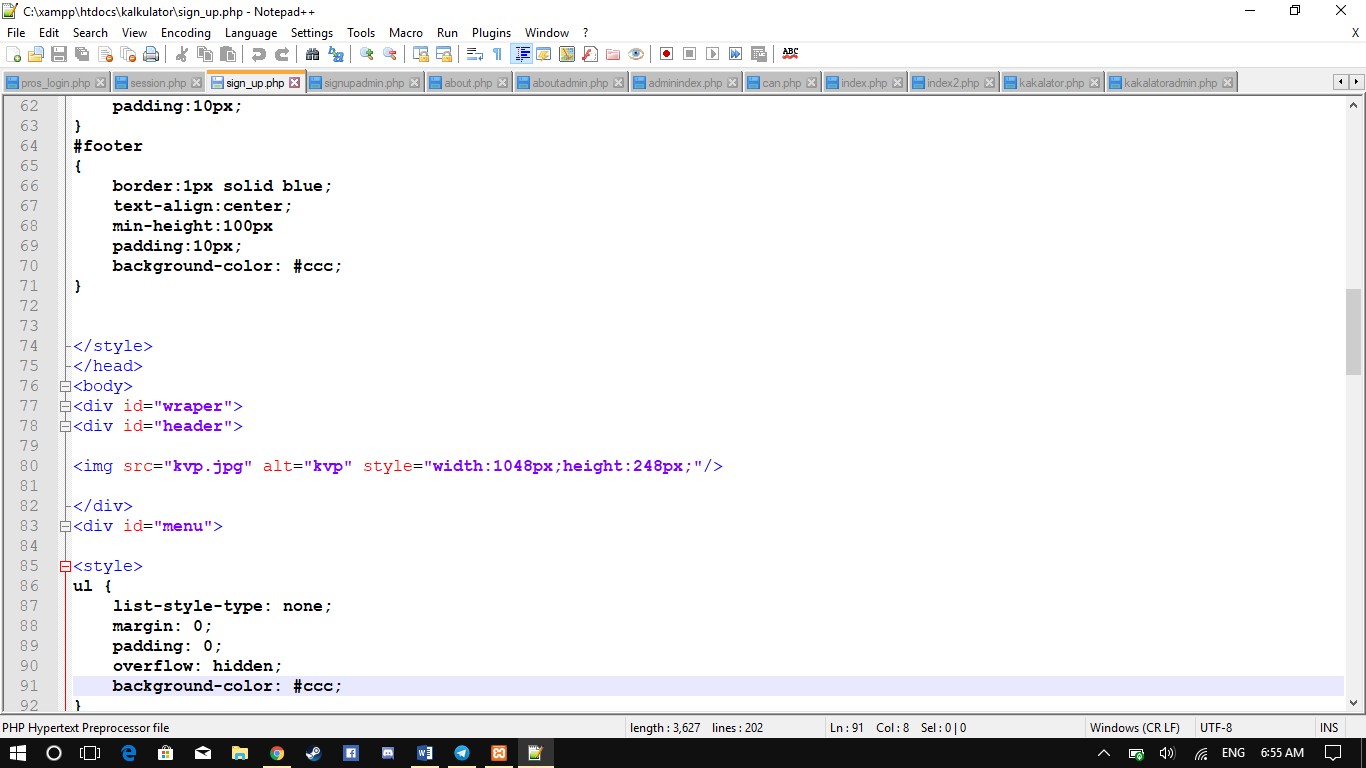 C:\xampp\htdocs\kalkulator\sign_up.php - Notepad++
File Edit Search View Encoding Language Settings Tools Macro Run Plugins Window ? X
ABC
pros_login.php session.php sign_up.php signupadmin.php about.php aboutadmin.php adminindex.php can.php index.php index2.php kakalator.php kakalatoradmin.php
62 padding:10px;
63 }
64 #footer
65 {
66 border:1px solid blue;
67 text-align:center;
68 min-height:100px
69 padding:10px;
70 background-color: #ccc;
71 }
72
73
74 </style>
75 </head>
76 <body>
77 <div id="wraper">
78 <div id="header">
79
80 <img src="kvp.jpg" alt="kvp" style="width:1048px;height:248px;"/>
81
82 </div>
83 <div id="menu">
84
85 <style>
86 ul {
87 list-style-type: none;
88 margin: 0;
89 padding: 0;
90 overflow: hidden;
91 background-color: #ccc;
92 }
PHP Hypertext Preprocessor file length : 3,627 lines : 202 Ln : 91 Col : 8 Sel : 0 | 0 Windows (CR LF) UTF-8 INS
ENG 6:55 AM